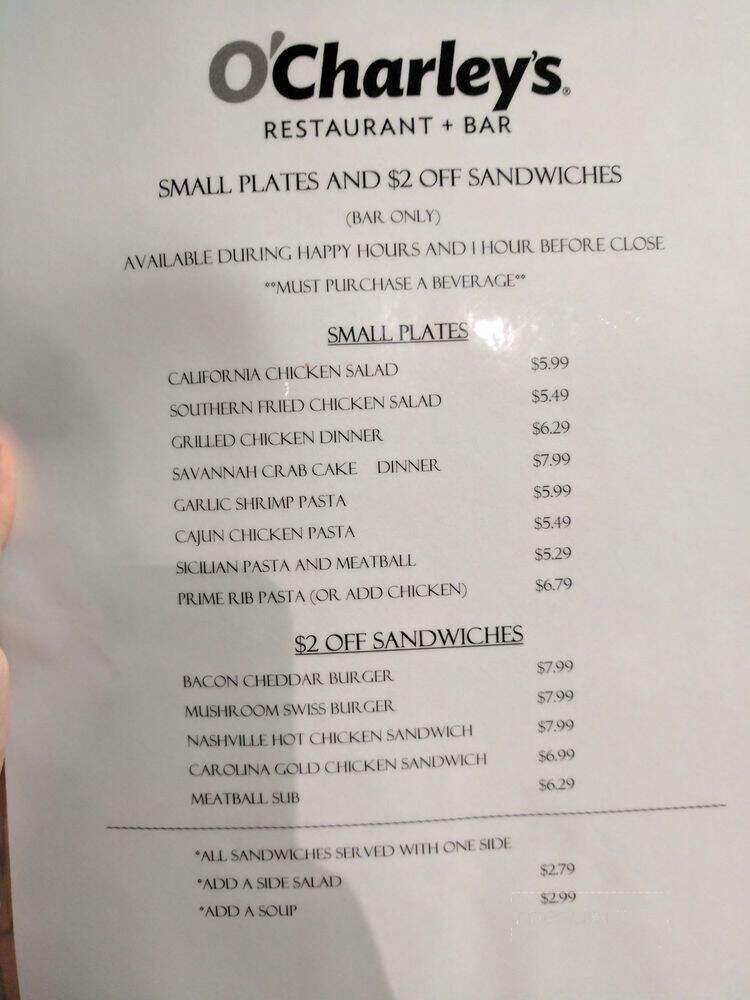 O'Charley's®
RESTAURANT + BAR
SMALL PLATES AND $2 OFF SANDWICHES
(BAR ONLY)
AVAILABLE DURING HAPPY HOURS AND 1 HOUR BEFORE CLOSE
**MUST PURCHASE A BEVERAGE**
SMALL PLATES
CALIFORNIA CHICKEN SALAD $5.99
SOUTHERN FRIED CHICKEN SALAD $5.49
GRILLED CHICKEN DINNER $6.29
SAVANNAH CRAB CAKE DINNER $7.99
GARLIC SHRIMP PASTA $5.99
CAJUN CHICKEN PASTA $5.49
SICILIAN PASTA AND MEATBALL $5.29
PRIME RIB PASTA (OR ADD CHICKEN) $6.79
$2 OFF SANDWICHES
BACON CHEDDAR BURGER $7.99
MUSHROOM SWISS BURGER $7.99
NASHVILLE HOT CHICKEN SANDWICH $7.99
CAROLINA GOLD CHICKEN SANDWICH $6.99
MEATBALL SUB $6.29
*ALL SANDWICHES SERVED WITH ONE SIDE
*ADD A SIDE SALAD $2.79
*ADD A SOUP $2.99